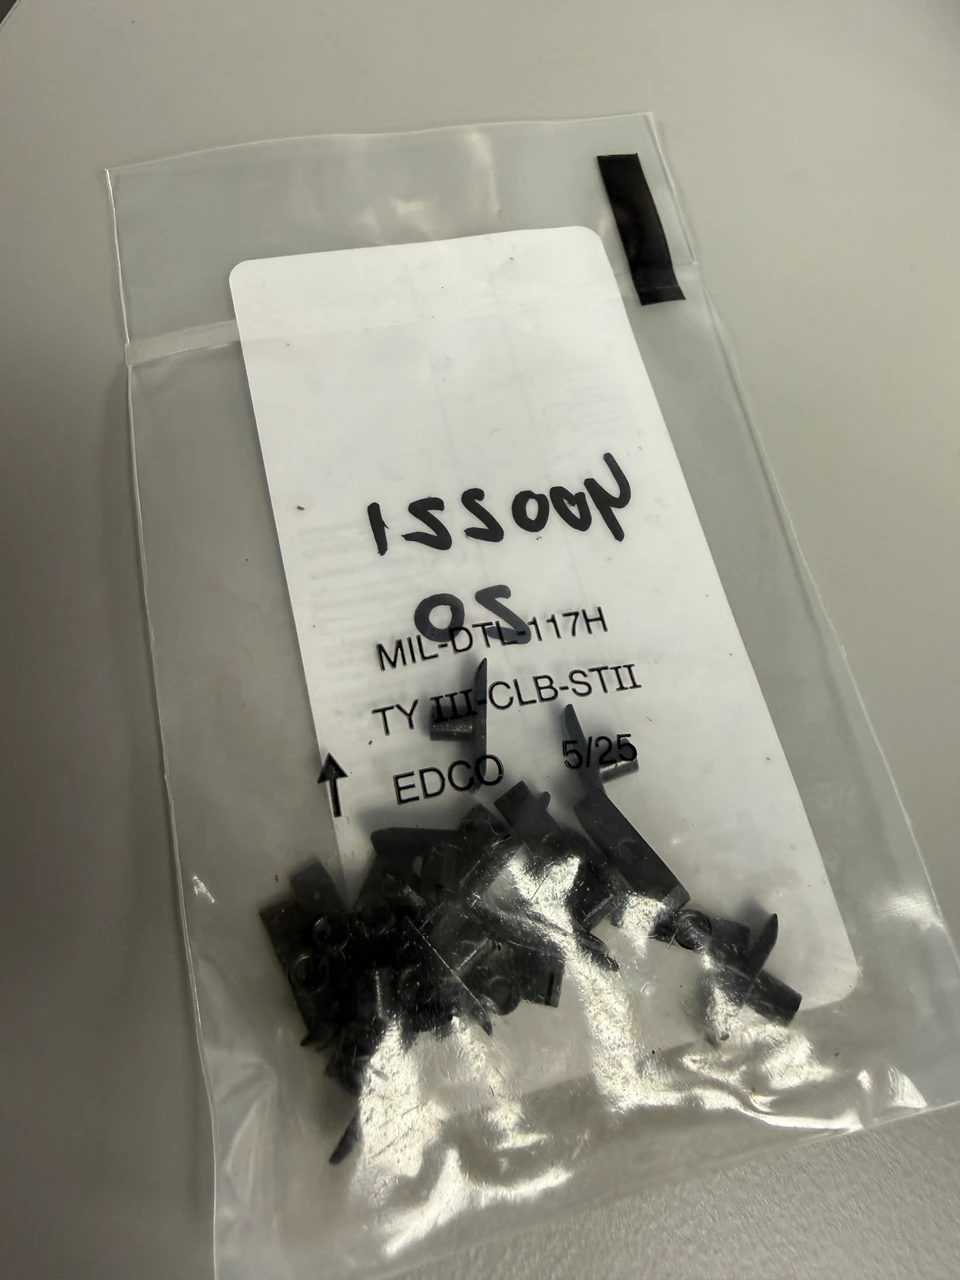 400221
20
MIL-DTL-117H
TY III-CLB-STII
EDCO 5/25